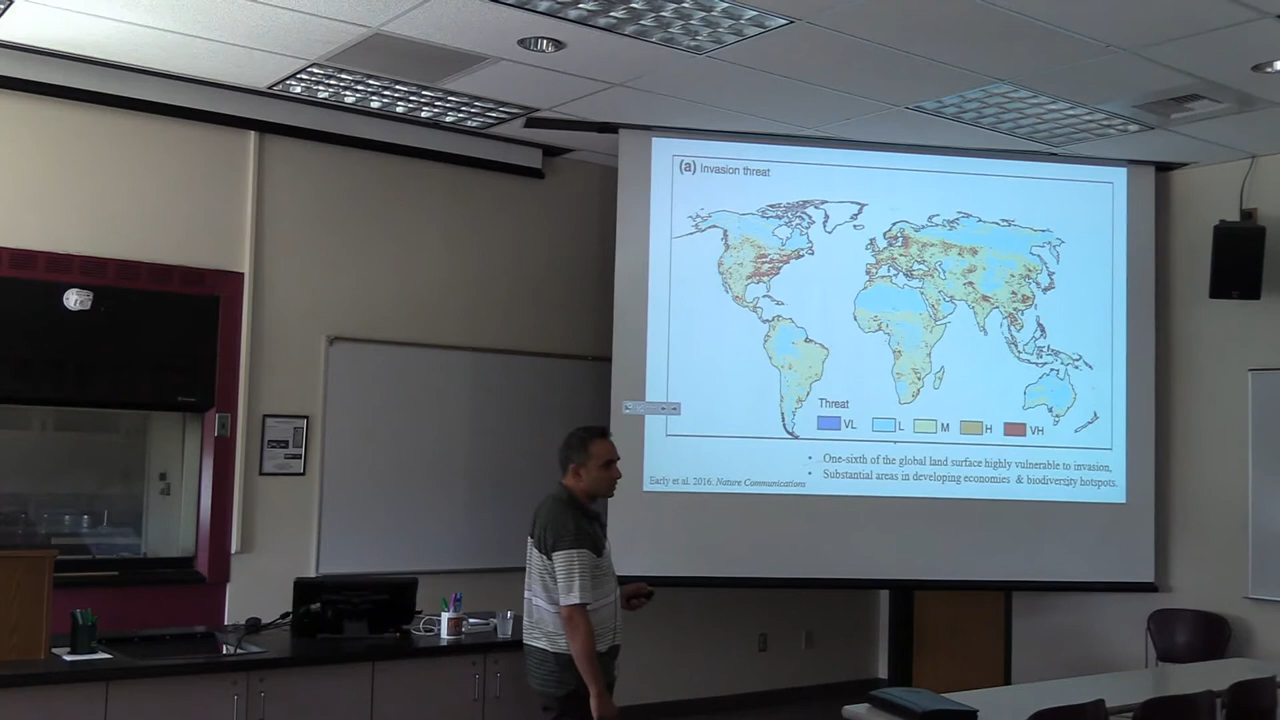 (a) Invasion threat
Threat
VL L M H VH
• One-sixth of the global land surface highly vulnerable to invasion,
• Substantial areas in developing economies & biodiversity hotspots.
Early et al. 2016. Nature Communications